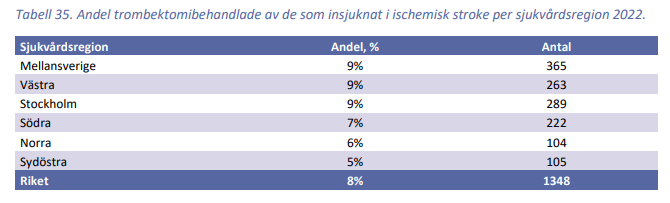 Tabell 35. Andel trombektomibehandlade av de som insjuknat i ischemisk stroke per sjukvårdsregion 2022.
Sjukvårdsregion Andel, % Antal
Mellansverige 9% 365
Västra 9% 263
Stockholm 9% 289
Södra 7% 222
Norra 6% 104
Sydöstra 5% 105
Riket 8% 1348